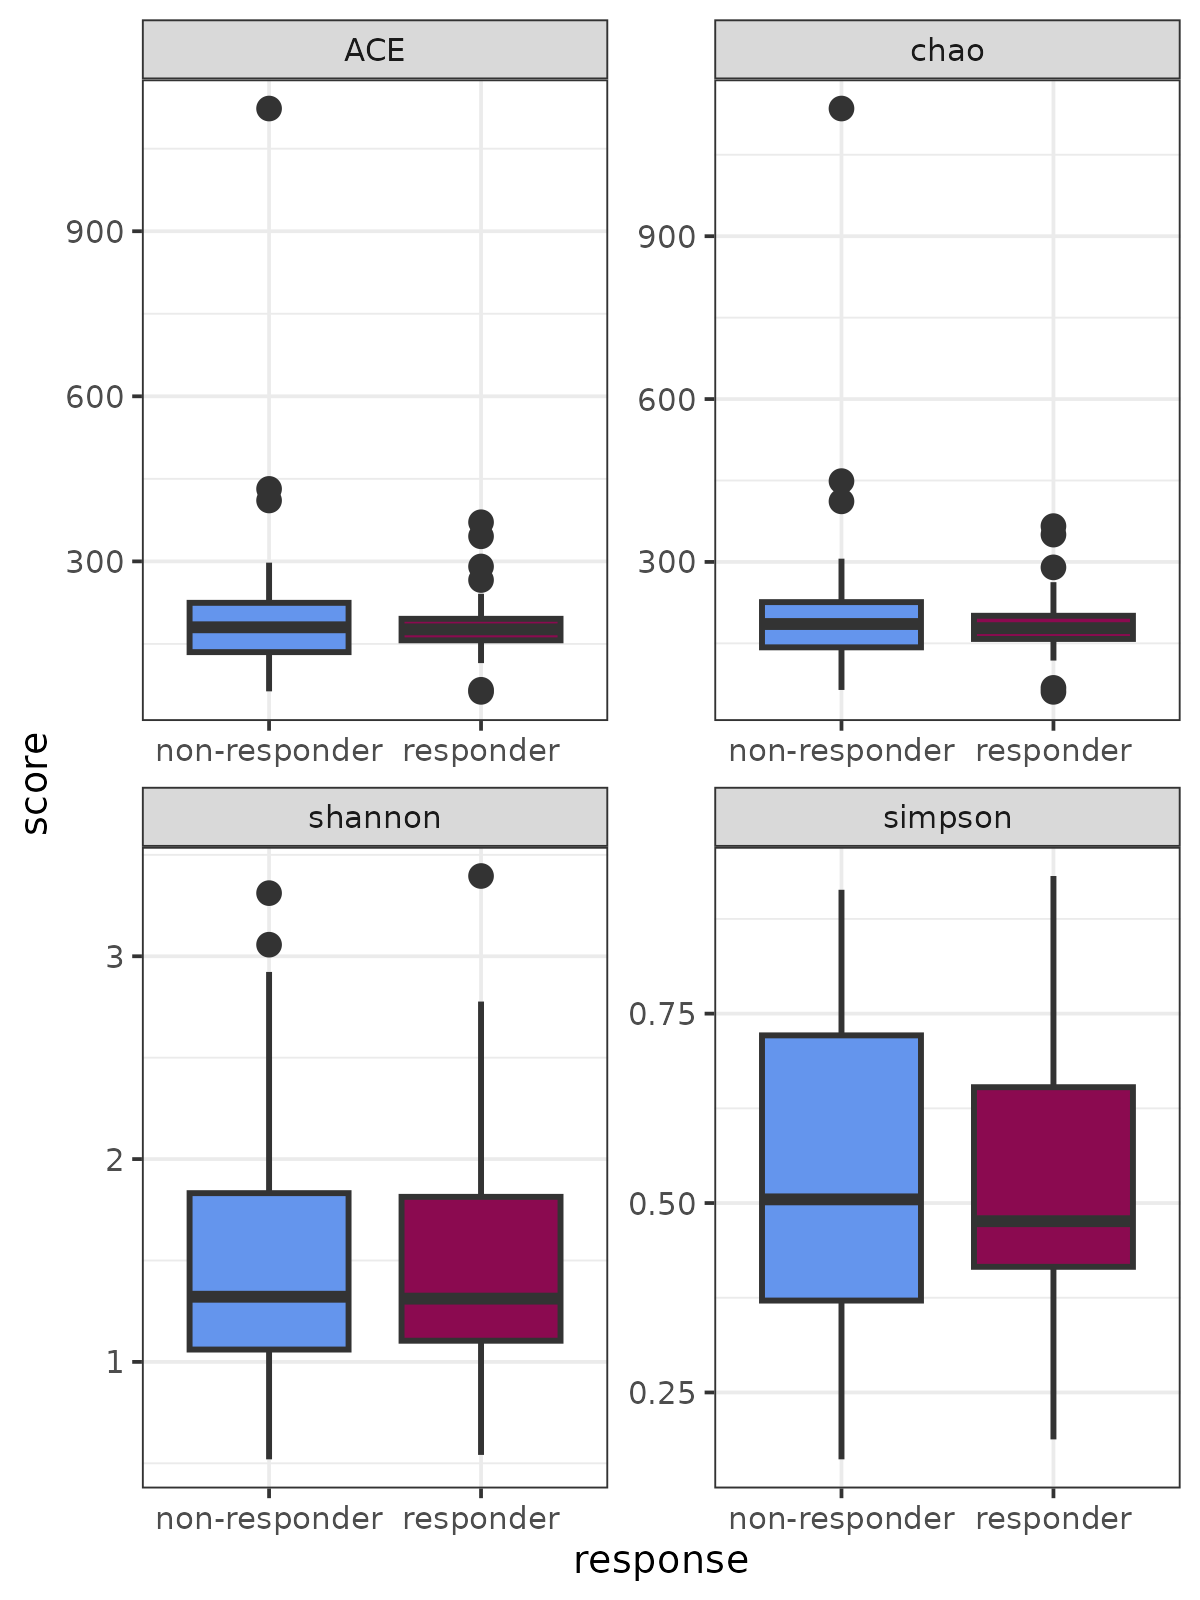 ACE
chao
900
600
300
900
600
300
non-responder responder
non-responder responder
score
shannon
simpson
3
2
1
0.75
0.50
0.25
non-responder responder
non-responder responder
response